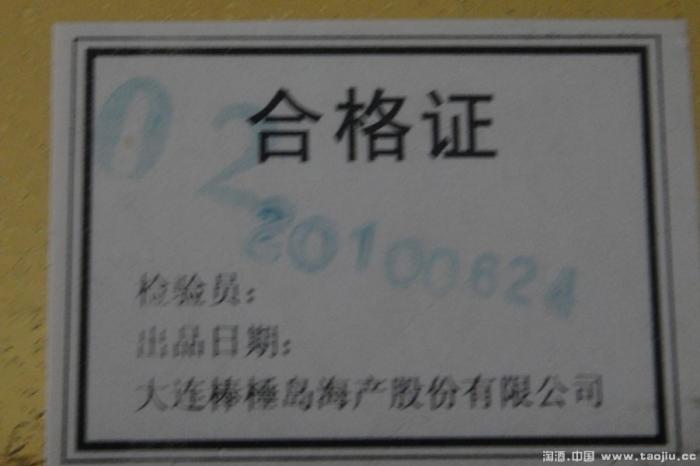 合格证
02
20100624
检验员:
出品日期:
大连棒棰岛海产股份有限公司
淘酒.中国 www.taojiu.cc